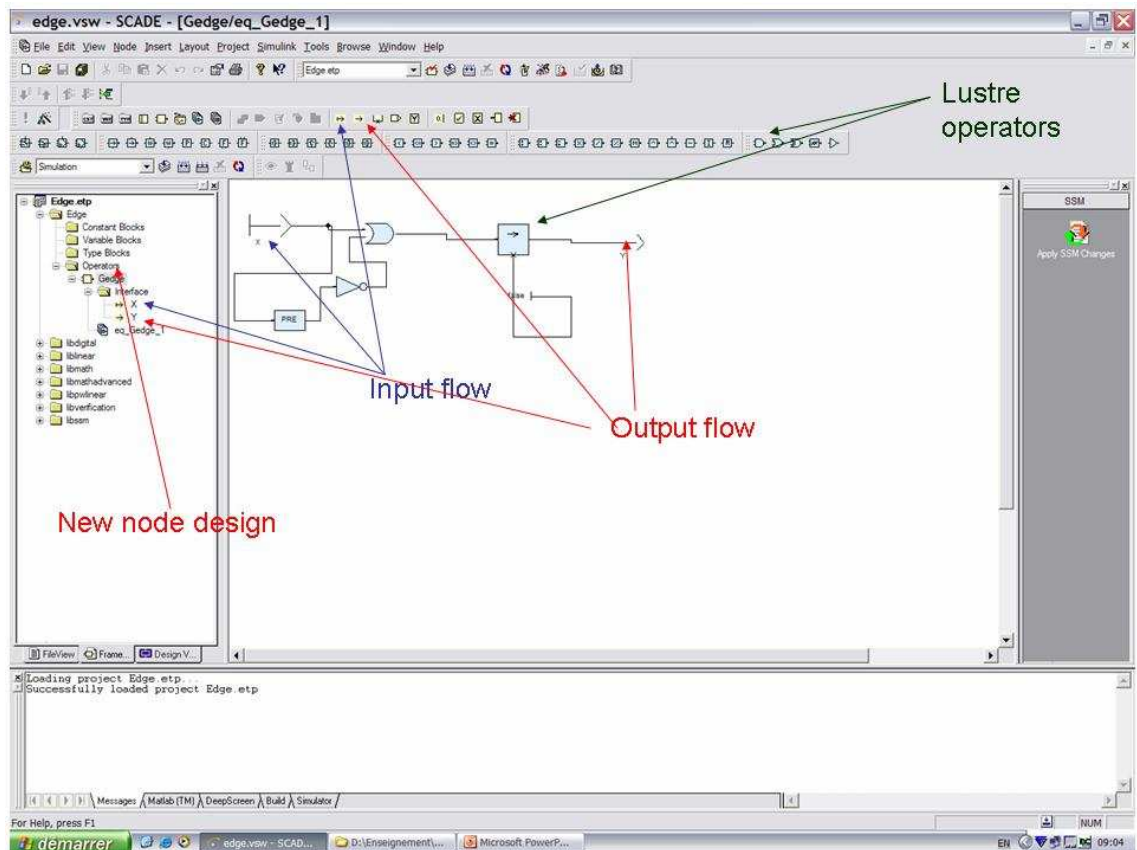 edge.vsw - SCADE - [Gedge/eq_Gedge_1]
File Edit View Node Insert Layout Project Simulink Tools Browse Window Help
Edge etp
Lustre
operators
Simulation
Edge.etp
Edge
Constant Blocks
Variable Blocks
Type Blocks
Operators
Gedge
Interface
X
Y
eq_Gedge_1
libdigital
liblinear
libmath
libmathadvanced
libpwlinear
libverification
libssm
X
PRE
Y
SSM
Apply SSM Changes
Input flow
Output flow
New node design
FileView Frame... Design V...
Loading project Edge.etp...
Successfully loaded project Edge.etp
Messages Matlab (TM) DeepScreen Build Simulator
For Help, press F1
NUM
démarrer
edge.vsw - SCAD...
D:\Enseignement\...
Microsoft PowerP...
EN
09:04